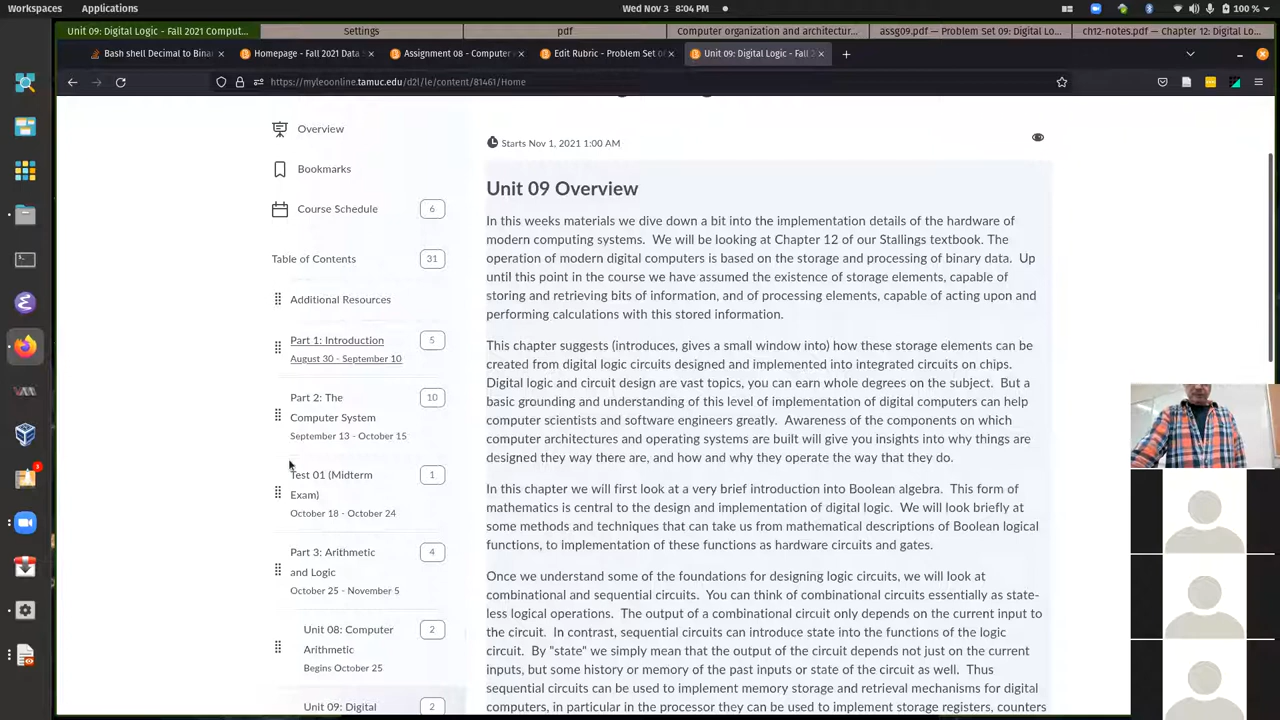 Workspaces Applications Wed Nov 3 8:04 PM 100 %
Unit 09: Digital Logic - Fall 2021 Comput... Settings pdf Computer organization and architectur... assg09.pdf — Problem Set 09: Digital Lo... ch12-notes.pdf — Chapter 12: Digital Lo...
Bash shell Decimal to Bina Homepage - Fall 2021 Data Assignment 08 - Computer Edit Rubric - Problem Set 08 Unit 09: Digital Logic - Fall 2
https://myleoonline.tamuc.edu/d2l/le/content/81461/Home
Overview
Bookmarks
Course Schedule 6
Table of Contents 31
Additional Resources
Part 1: Introduction 5
August 30 - September 10
Part 2: The 10
Computer System
September 13 - October 15
Test 01 (Midterm 1
Exam)
October 18 - October 24
Part 3: Arithmetic 4
and Logic
October 25 - November 5
Unit 08: Computer 2
Arithmetic
Begins October 25
Unit 09: Digital 2
Starts Nov 1, 2021 1:00 AM
Unit 09 Overview
In this weeks materials we dive down a bit into the implementation details of the hardware of
modern computing systems. We will be looking at Chapter 12 of our Stallings textbook. The
operation of modern digital computers is based on the storage and processing of binary data. Up
until this point in the course we have assumed the existence of storage elements, capable of
storing and retrieving bits of information, and of processing elements, capable of acting upon and
performing calculations with this stored information.
This chapter suggests (introduces, gives a small window into) how these storage elements can be
created from digital logic circuits designed and implemented into integrated circuits on chips.
Digital logic and circuit design are vast topics, you can earn whole degrees on the subject. But a
basic grounding and understanding of this level of implementation of digital computers can help
computer scientists and software engineers greatly. Awareness of the components on which
computer architectures and operating systems are built will give you insights into why things are
designed they way there are, and how and why they operate the way that they do.
In this chapter we will first look at a very brief introduction into Boolean algebra. This form of
mathematics is central to the design and implementation of digital logic. We will look briefly at
some methods and techniques that can take us from mathematical descriptions of Boolean logical
functions, to implementation of these functions as hardware circuits and gates.
Once we understand some of the foundations for designing logic circuits, we will look at
combinational and sequential circuits. You can think of combinational circuits essentially as state-
less logical operations. The output of a combinational circuit only depends on the current input to
the circuit. In contrast, sequential circuits can introduce state into the functions of the logic
circuit. By "state" we simply mean that the output of the circuit depends not just on the current
inputs, but some history or memory of the past inputs or state of the circuit as well. Thus
sequential circuits can be used to implement memory storage and retrieval mechanisms for digital
computers, in particular in the processor they can be used to implement storage registers, counters